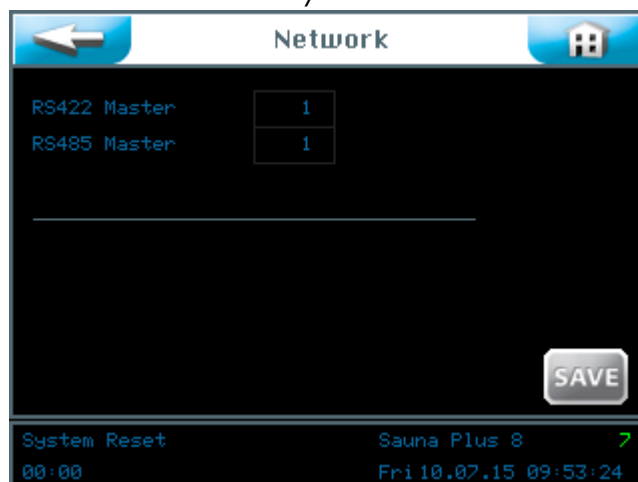 Network
RS422 Master 1
RS485 Master 1
SAVE
System Reset Sauna Plus 8 7
00:00 Fri 10.07.15 09:53:24